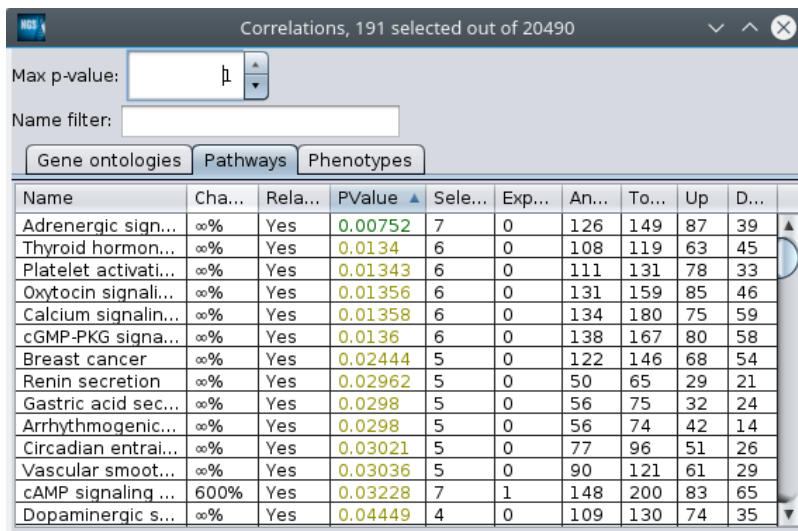 NGS
Correlations, 191 selected out of 20490
Max p-value: 1
Name filter:
Gene ontologies Pathways Phenotypes
Name Cha... Rela... PValue Sele... Exp... An... To... Up D...
Adrenergic sign... ∞% Yes 0.00752 7 0 126 149 87 39
Thyroid hormon... ∞% Yes 0.0134 6 0 108 119 63 45
Platelet activati... ∞% Yes 0.01343 6 0 111 131 78 33
Oxytocin signali... ∞% Yes 0.01356 6 0 131 159 85 46
Calcium signalin... ∞% Yes 0.01358 6 0 134 180 75 59
cGMP-PKG signa... ∞% Yes 0.0136 6 0 138 167 80 58
Breast cancer ∞% Yes 0.02444 5 0 122 146 68 54
Renin secretion ∞% Yes 0.02962 5 0 50 65 29 21
Gastric acid sec... ∞% Yes 0.0298 5 0 56 75 32 24
Arrhythmogenic... ∞% Yes 0.0298 5 0 56 74 42 14
Circadian entrai... ∞% Yes 0.03021 5 0 77 96 51 26
Vascular smoot... ∞% Yes 0.03036 5 0 90 121 61 29
cAMP signaling ... 600% Yes 0.03228 7 1 148 200 83 65
Dopaminergic s... ∞% Yes 0.04449 4 0 109 130 74 35